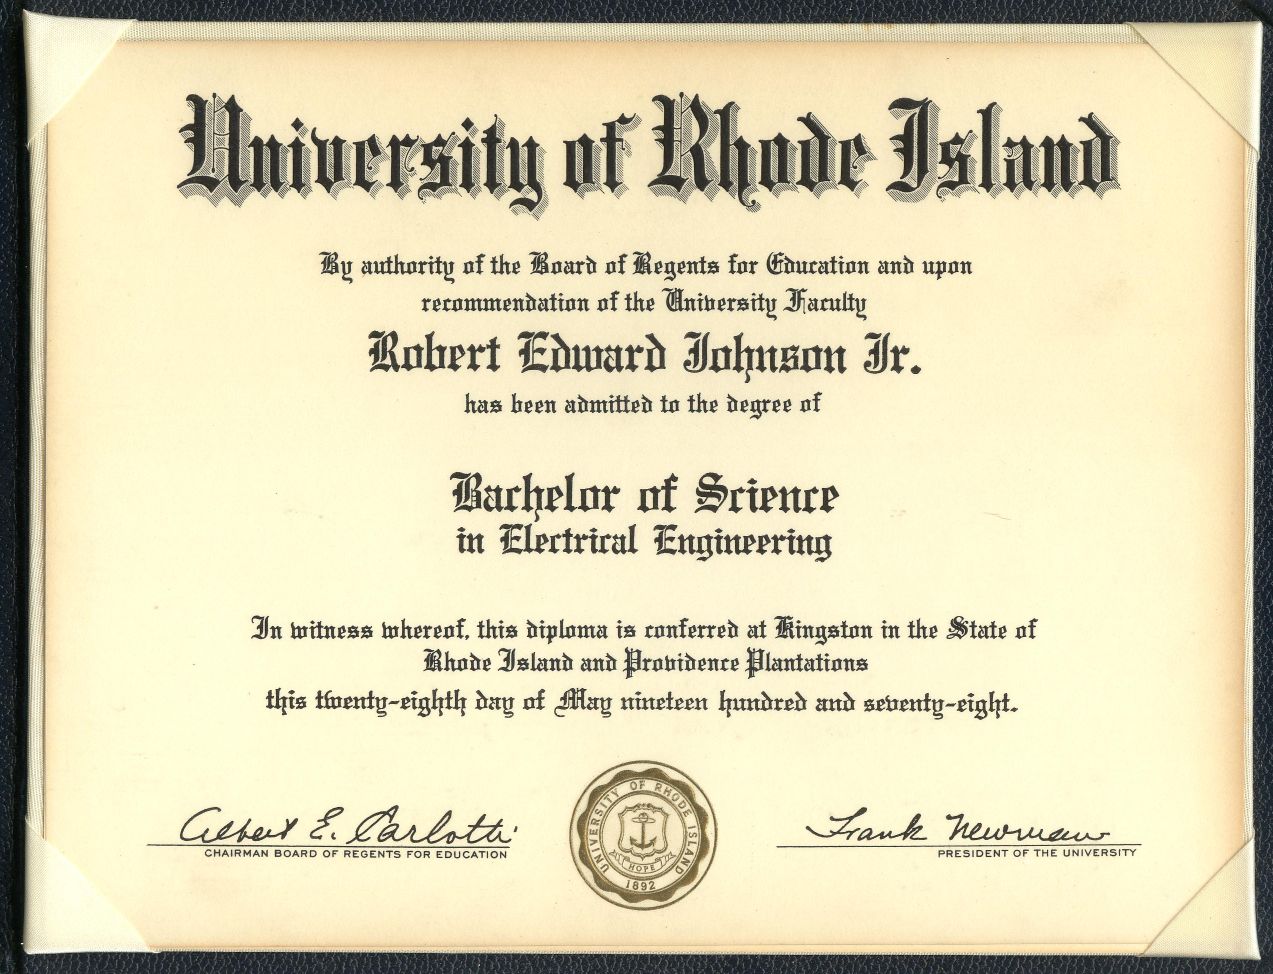 University of Rhode Island
By authority of the Board of Regents for Education and upon
recommendation of the University Faculty
Robert Edward Johnson Jr.
has been admitted to the degree of
Bachelor of Science
in Electrical Engineering
In witness whereof, this diploma is conferred at Kingston in the State of
Rhode Island and Providence Plantations
this twenty-eighth day of May nineteen hundred and seventy-eight.
Albert E. Carlotti
CHAIRMAN BOARD OF REGENTS FOR EDUCATION
UNIVERSITY OF RHODE ISLAND
HOPE
1892
Frank Newman
PRESIDENT OF THE UNIVERSITY